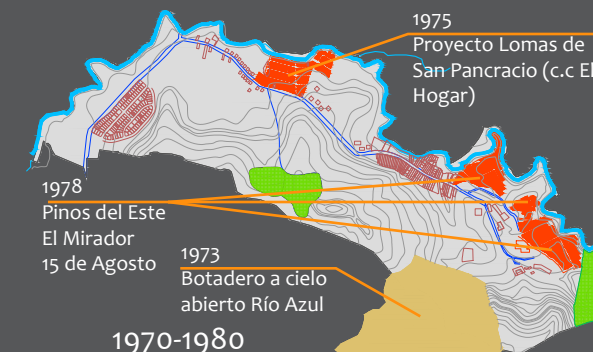 1975
Proyecto Lomas de
San Pancracio (c.c El
Hogar)
1978
Pinos del Este
El Mirador
15 de Agosto
1973
Botadero a cielo
abierto Río Azul
1970-1980